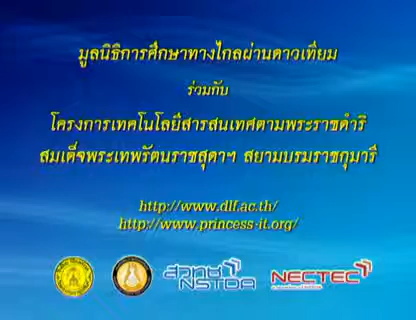 มูลนิธิการศึกษาทางไกลผ่านดาวเทียม
ร่วมกับ
โครงการเทคโนโลยีสารสนเทศตามพระราชดำริ
สมเด็จพระเทพรัตนราชสุดาฯ สยามบรมราชกุมารี
http://www.dlf.ac.th/
http://www.princess-it.org/
สวทช
NSTDA
NECTEC